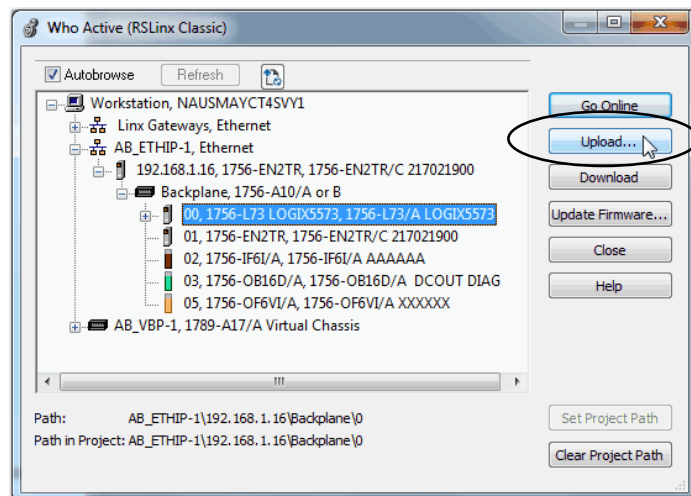 Who Active (RSLinx Classic)
Autobrowse
Refresh
Workstation, NAUSMAYCT4SVY1
Linx Gateways, Ethernet
AB_ETHIP-1, Ethernet
192.168.1.16, 1756-EN2TR, 1756-EN2TR/C 217021900
Backplane, 1756-A10/A or B
00, 1756-L73 LOGIX5573, 1756-L73/A LOGIX5573
01, 1756-EN2TR, 1756-EN2TR/C 217021900
02, 1756-IF6I/A, 1756-IF6I/A AAAAAA
03, 1756-OB16D/A, 1756-OB16D/A  DCOUT DIAG
05, 1756-OF6VI/A, 1756-OF6VI/A XXXXXX
AB_VBP-1, 1789-A17/A Virtual Chassis
Go Online
Upload...
Download
Update Firmware...
Close
Help
Path: AB_ETHIP-1\192.168.1.16\Backplane\0
Path in Project: AB_ETHIP-1\192.168.1.16\Backplane\0
Set Project Path
Clear Project Path